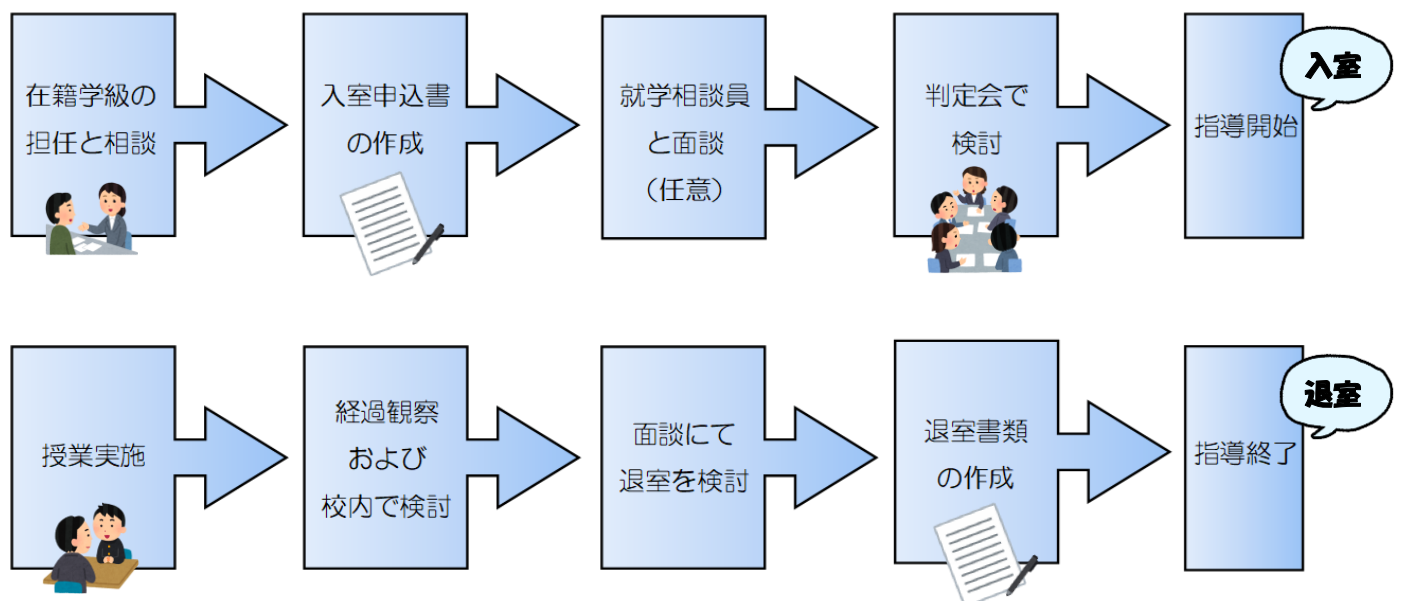 在籍学級の
担任と相談
入室申込書
の作成
就学相談員
と面談
（任意）
判定会で
検討
指導開始
入室
授業実施
経過観察
および
校内で検討
面談にて
退室を検討
退室書類
の作成
指導終了
退室